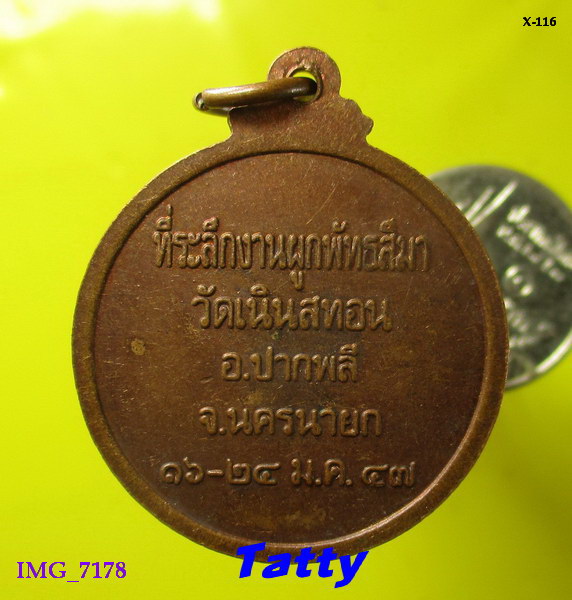 X-116
ที่ระลึกงานผูกพัทธสีมา
วัดเนินสทอน
อ.ปากพลี
จ.นครนายก
๑๖-๒๔ ม.ค. ๔๗
IMG_7178
Tatty